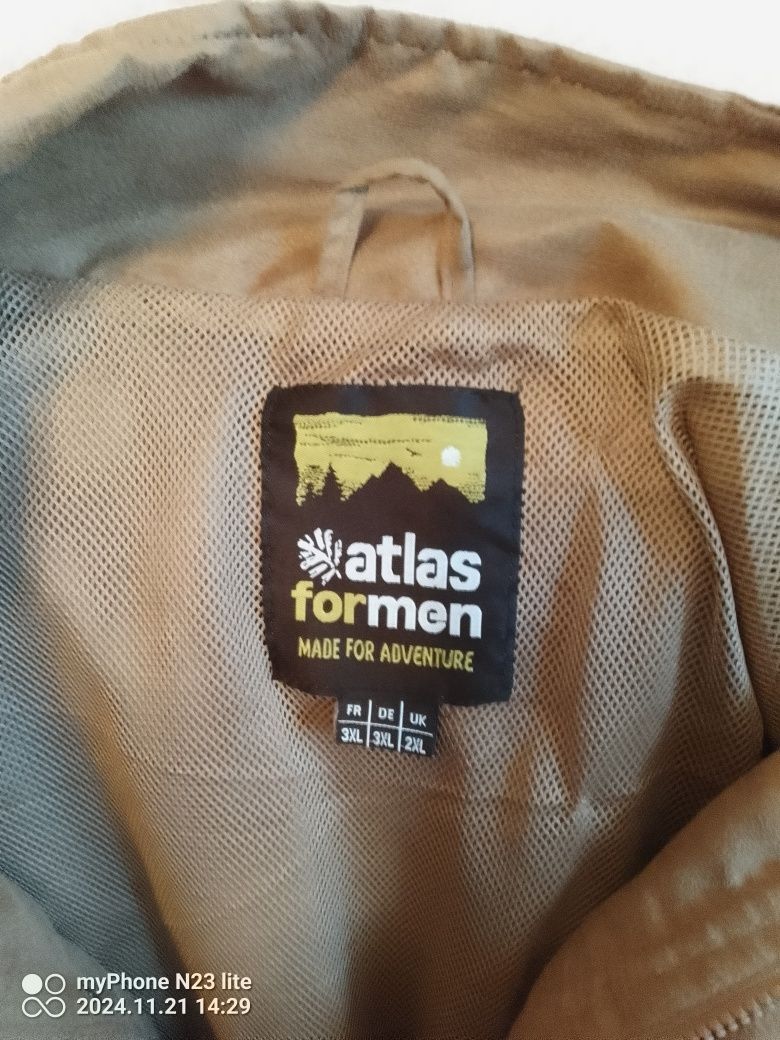 atlas
formen
MADE FOR ADVENTURE
FR DE UK
3XL 3XL 2XL
myPhone N23 lite
2024.11.21 14:29